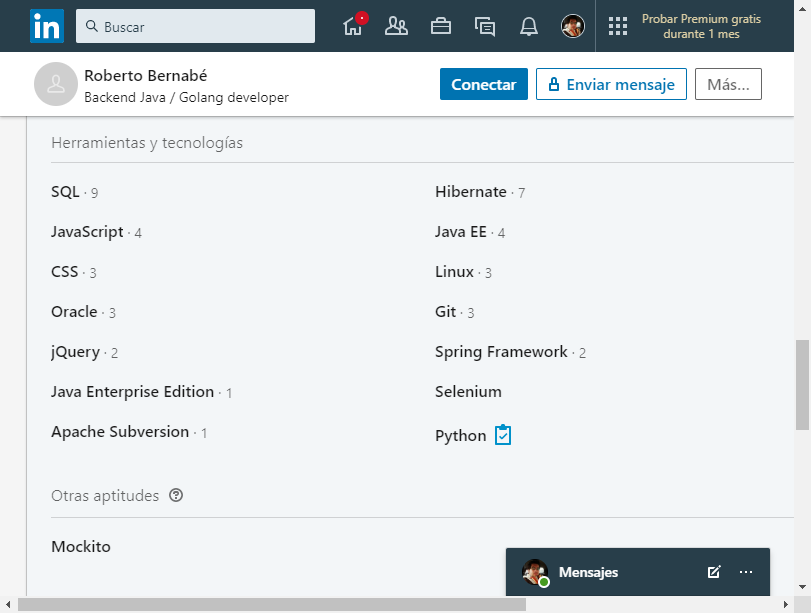 in
Buscar
Probar Premium gratis
durante 1 mes
Roberto Bernabé
Backend Java / Golang developer
Conectar
Enviar mensaje
Más...
Herramientas y tecnologías
SQL · 9
Hibernate · 7
JavaScript · 4
Java EE · 4
CSS · 3
Linux · 3
Oracle · 3
Git · 3
jQuery · 2
Spring Framework · 2
Java Enterprise Edition · 1
Selenium
Apache Subversion · 1
Python
Otras aptitudes ?
Mockito
Mensajes ...